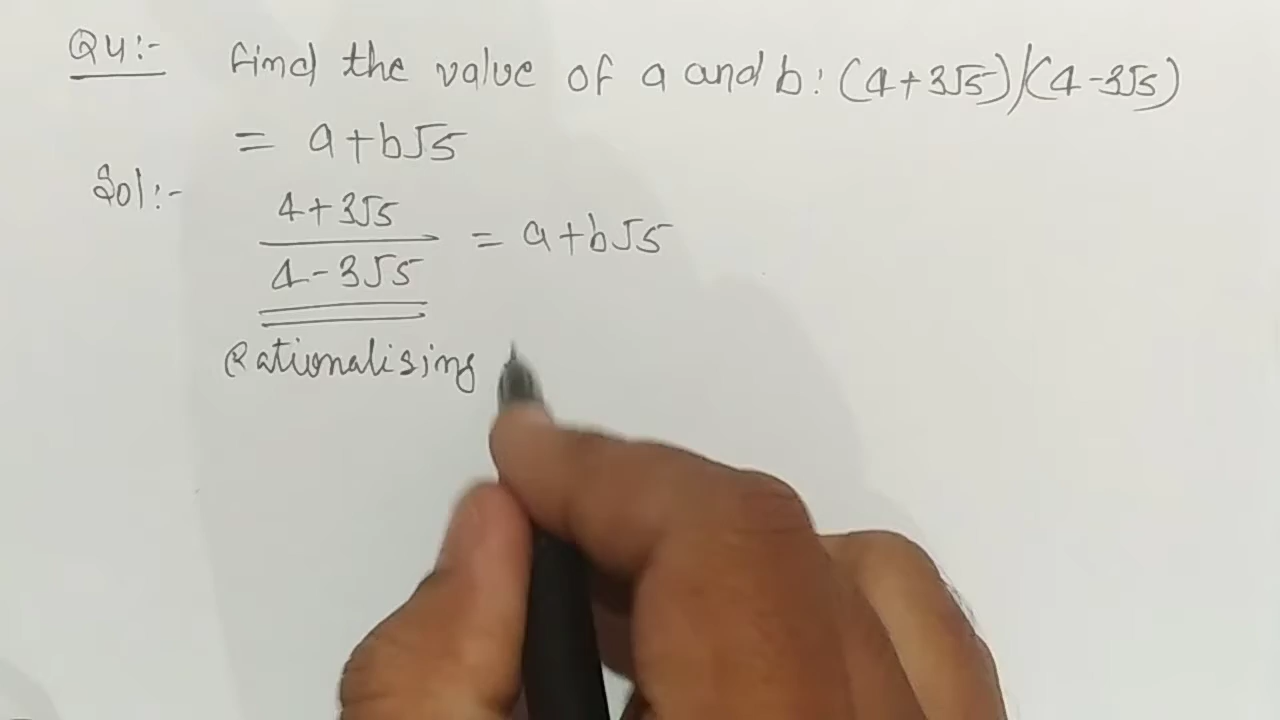 Q4:- Find the value of a and b: (4+3√5)/(4-3√5)
= a+b√5
Sol:-
4+3√5
4-3√5
= a+b√5
Rationalising